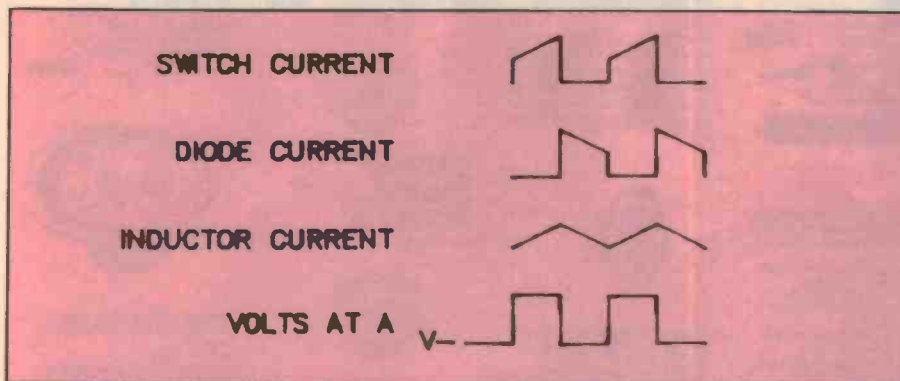 SWITCH CURRENT
DIODE CURRENT
INDUCTOR CURRENT
VOLTS AT A V-